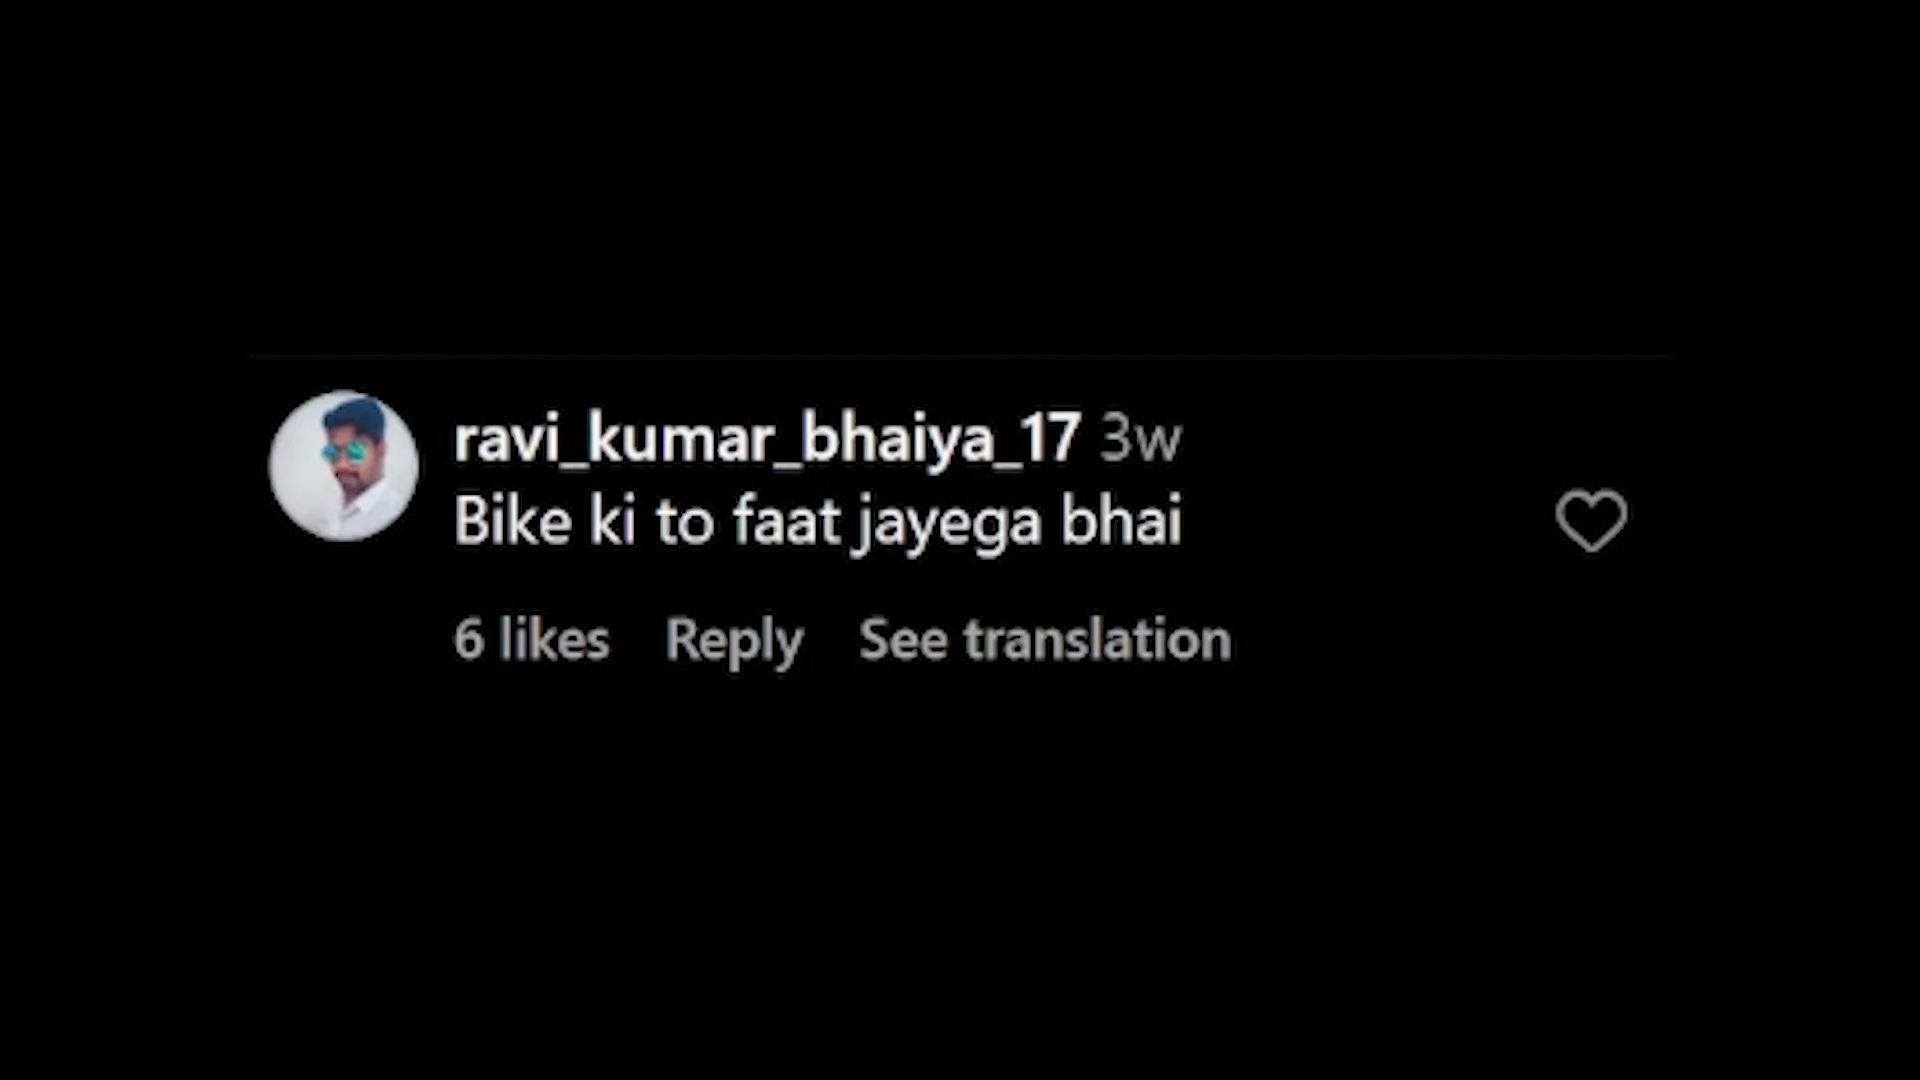 ravi_kumar_bhaiya_17 3w
Bike ki to faat jayega bhai
6 likes Reply See translation